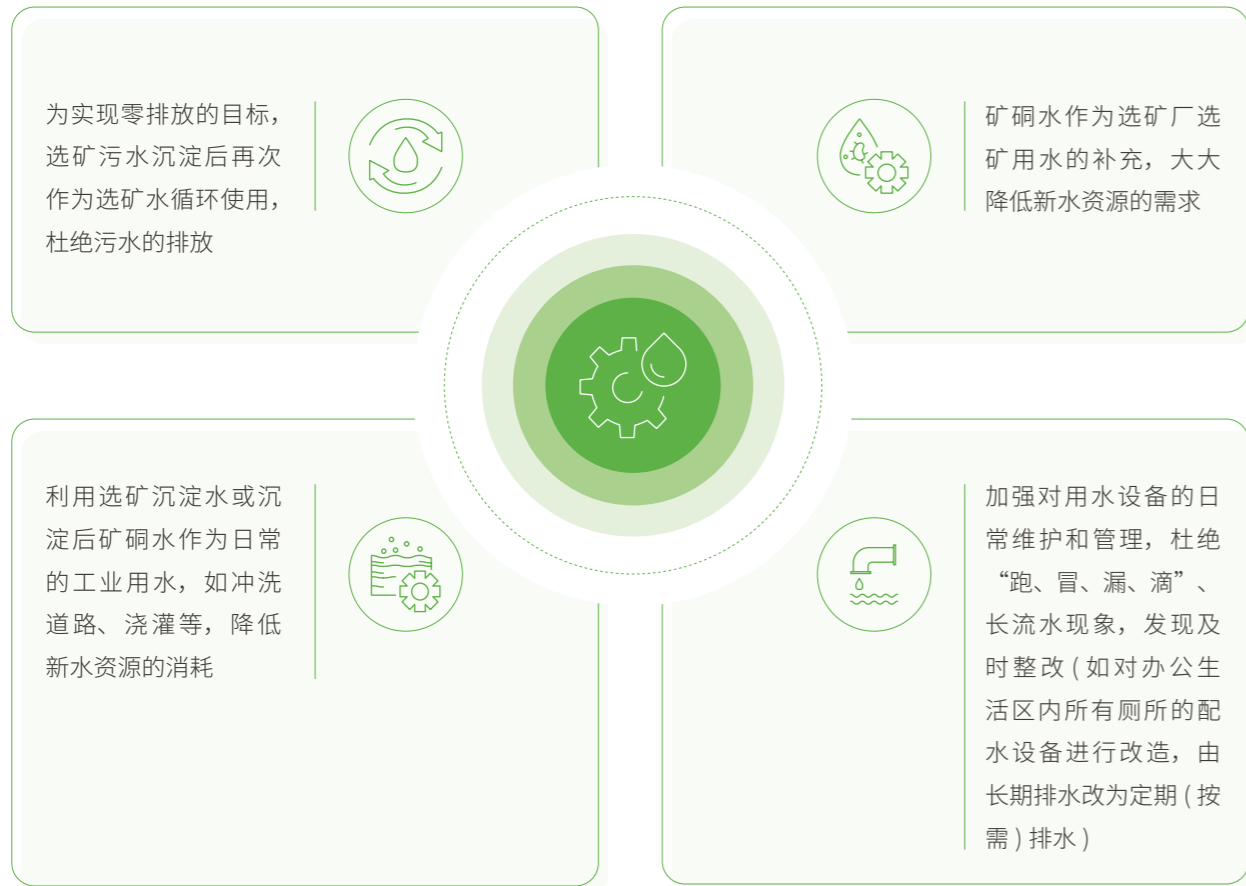 为实现零排放的目标，
选矿污水沉淀后再次
作为选矿水循环使用，
杜绝污水的排放
矿硐水作为选矿厂选
矿用水的补充，大大
降低新水资源的需求
利用选矿沉淀水或沉
淀后矿硐水作为日常
的工业用水，如冲洗
道路、浇灌等，降低
新水资源的消耗
加强对用水设备的日
常维护和管理，杜绝
“跑、冒、漏、滴”、
长流水现象，发现及
时整改 ( 如对办公生
活区内所有厕所的配
水设备进行改造，由
长期排水改为定期 ( 按
需 ) 排水 )